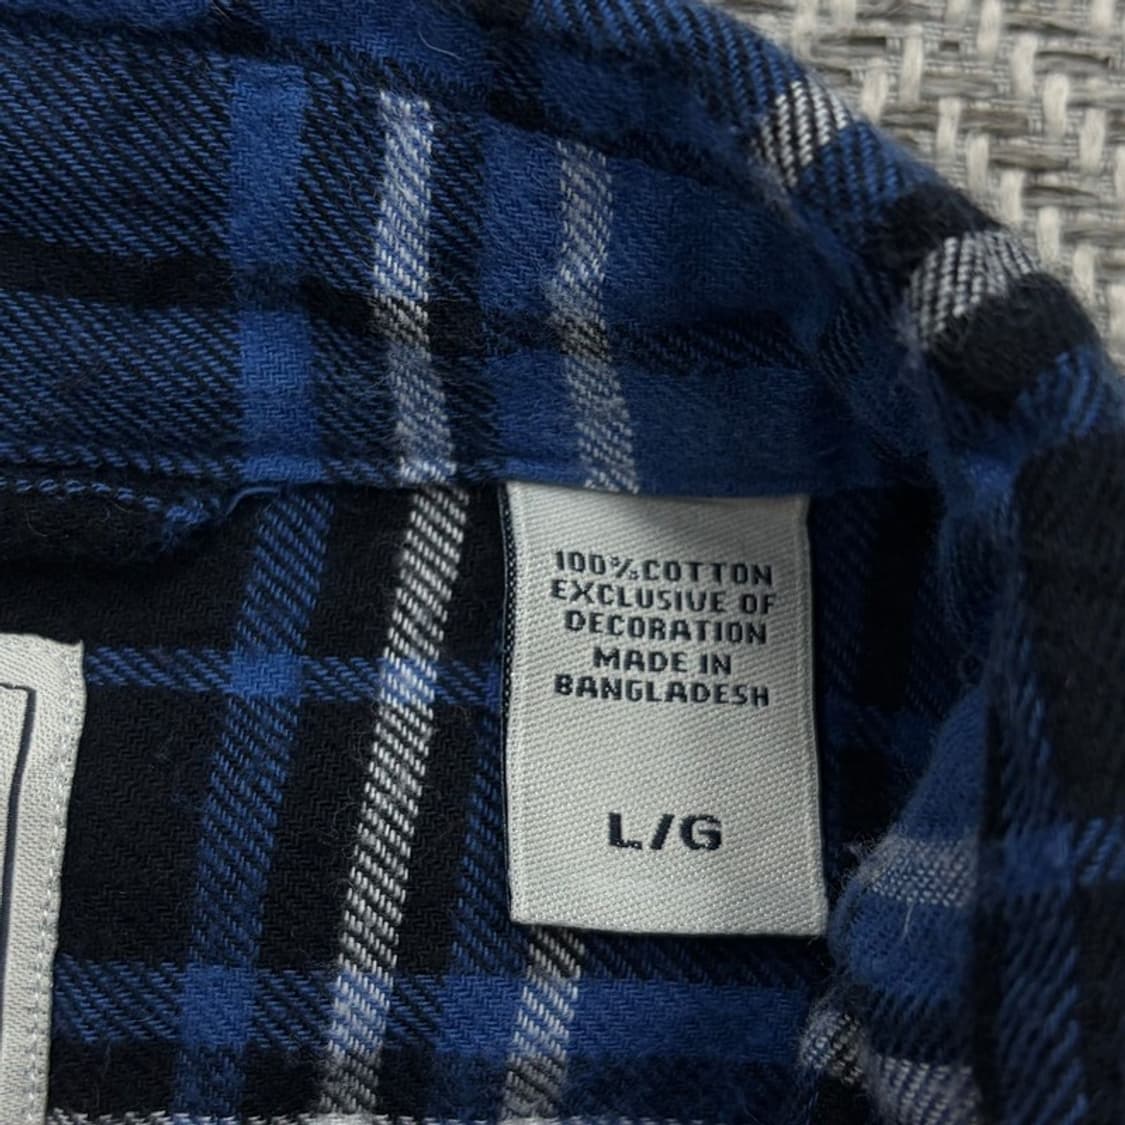 100%COTTON
EXCLUSIVE OF
DECORATION
MADE IN
BANGLADESH
L/G